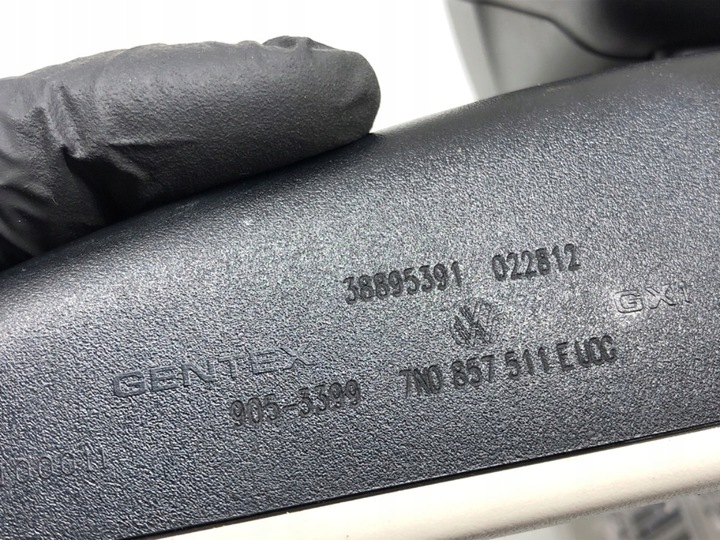 38895391 022812
GX1
GENTEX
905-3399 7N0 857 511 E UOG